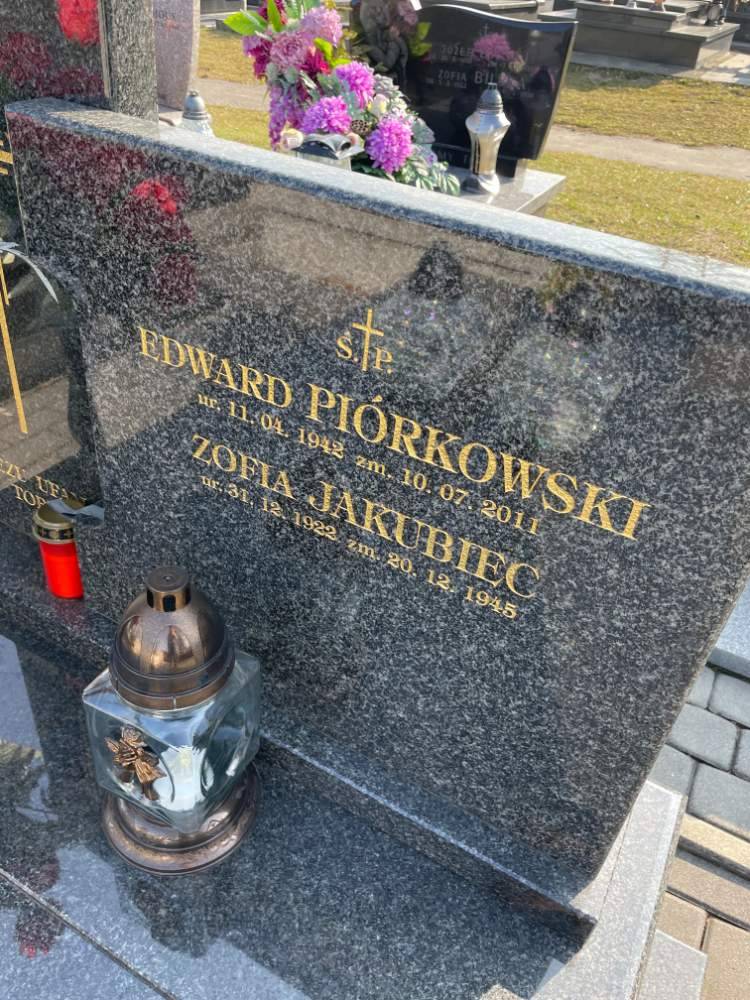 Ś. P.
EDWARD PIÓRKOWSKI
ur. 11. 04. 1942 zm. 10. 07. 2011
ZOFIA JAKUBIEC
ur. 31. 12. 1922 zm. 20. 12. 1945
ZOFIA